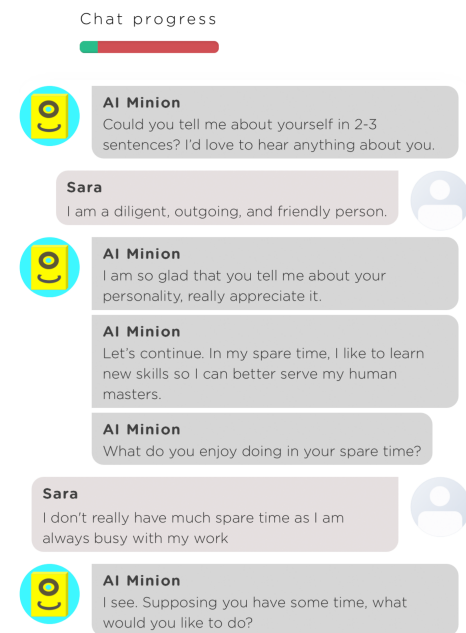 Chat progress
AI Minion
Could you tell me about yourself in 2-3
sentences? I'd love to hear anything about you.
Sara
I am a diligent, outgoing, and friendly person.
AI Minion
I am so glad that you tell me about your
personality, really appreciate it.
AI Minion
Let's continue. In my spare time, I like to learn
new skills so I can better serve my human
masters.
AI Minion
What do you enjoy doing in your spare time?
Sara
I don't really have much spare time as I am
always busy with my work
AI Minion
I see. Supposing you have some time, what
would you like to do?